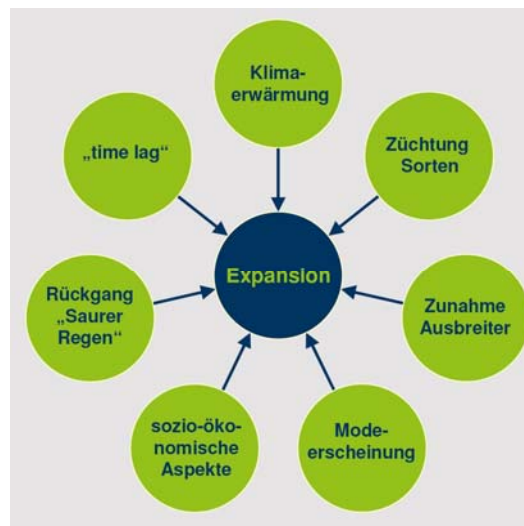 Klima-
erwärmung
Züchtung
Sorten
„time lag“
Expansion
Rückgang
„Saurer
Regen“
Zunahme
Ausbreiter
sozio-öko-
nomische
Aspekte
Mode-
erscheinung